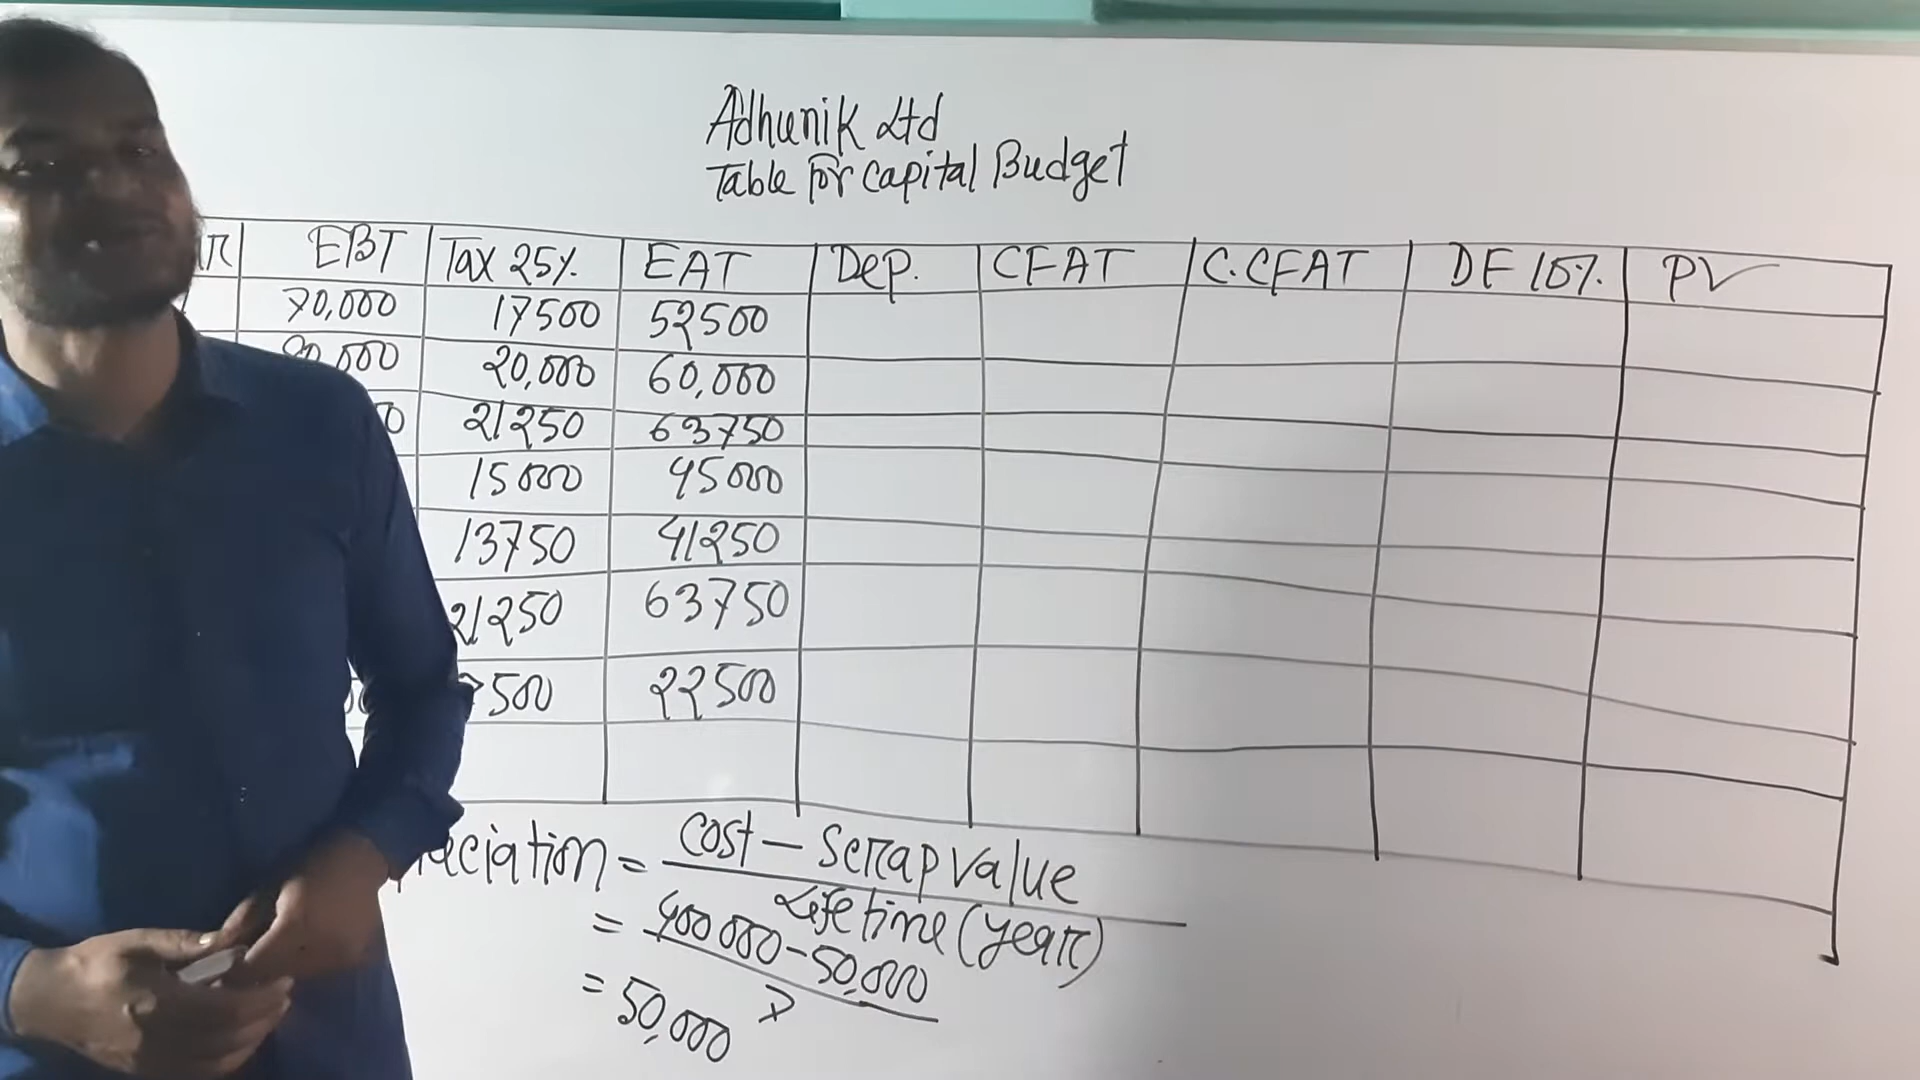 Adhunik Ltd
Table for Capital Budget
EBT Tax 25% EAT Dep. CFAT C.CFAT DF 10% PV
70,000 17500 52500
20,000 60,000
21250 63750
15000 45000
13750 41250
21250 63750
7500 22500
= Cost - Scrap value
Life time (year)
= 400000-50,000
7
= 50,000